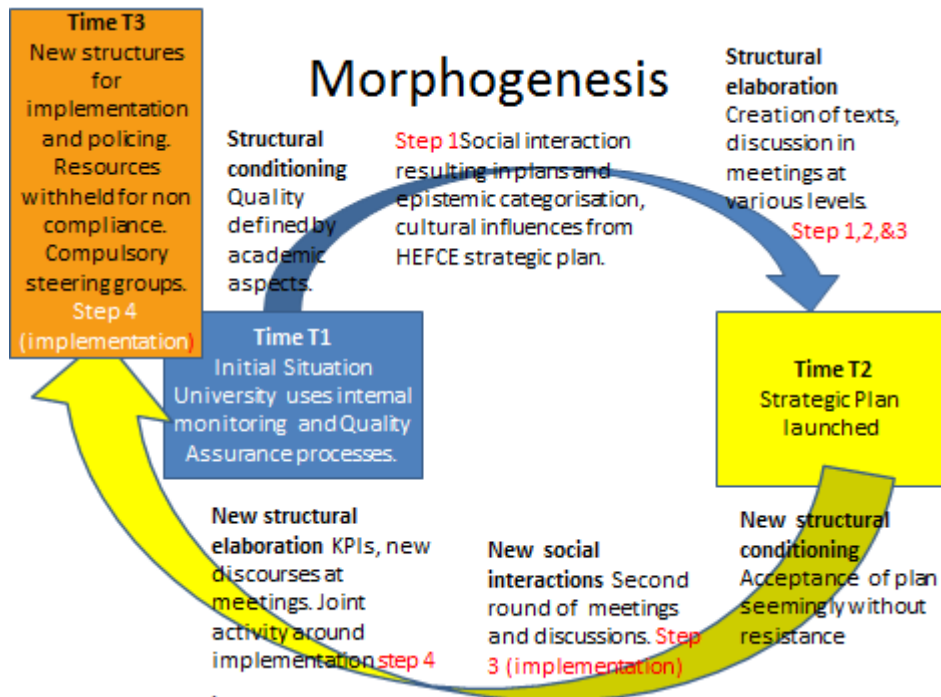 Time T3
New structures
for
implementation
and policing.
Resources
withheld for non
compliance.
Compulsory
steering groups.
Step 4
(implementation)
Morphogenesis
Structural
conditioning
Quality
defined by
academic
aspects.
Step 1Social interaction
resulting in plans and
epistemic categorisation,
cultural influences from
HEFCE strategic plan.
Structural
elaboration
Creation of texts,
discussion in
meetings at
various levels.
Step 1,2,&3
Time T1
Initial Situation
University uses internal
monitoring and Quality
Assurance processes.
Time T2
Strategic Plan
launched
New structural
elaboration KPIs, new
discourses at
meetings. Joint
activity around
implementation step 4
New social
interactions Second
round of meetings
and discussions. Step
3 (implementation)
New structural
conditioning
Acceptance of plan
seemingly without
resistance